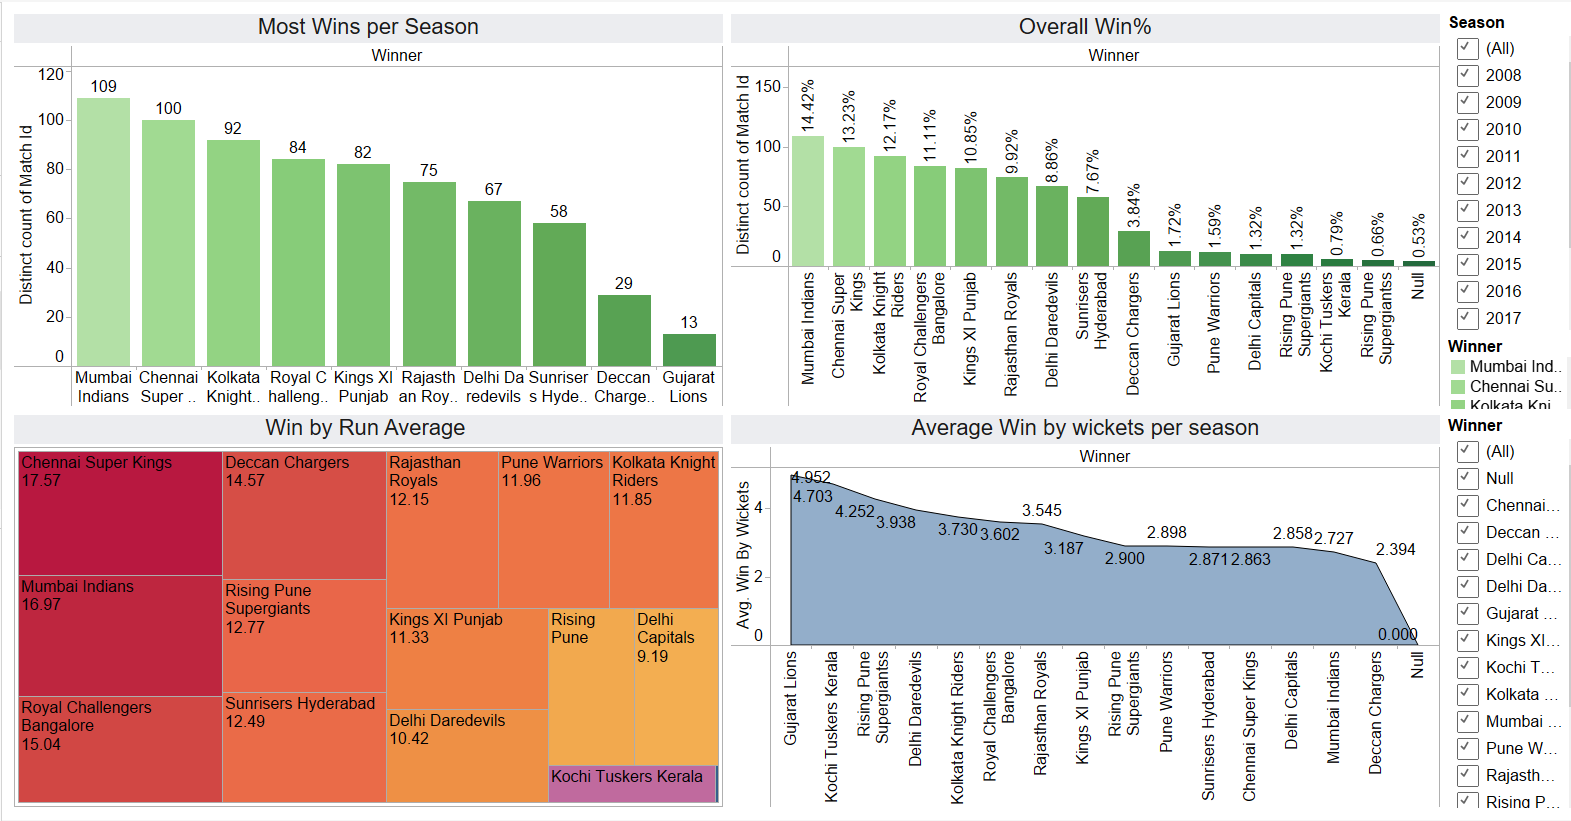 Most Wins per Season
Winner
Distinct count of Match Id
120
100
80
60
40
20
0
109
100
92
84
82
75
67
58
29
13
Mumbai
Indians
Chennai
Super ..
Kolkata
Knight..
Royal C
halleng..
Kings XI
Punjab
Rajasth
an Roy..
Delhi Da
redevils
Sunriser
s Hyde..
Deccan
Charge..
Gujarat
Lions
Overall Win%
Winner
Distinct count of Match Id
150
100
50
0
14.42%
13.23%
12.17%
11.11%
10.85%
9.92%
8.86%
7.67%
3.84%
1.72%
1.59%
1.32%
1.32%
0.79%
0.66%
0.53%
Mumbai Indians
Chennai Super
Kings
Kolkata Knight
Riders
Royal Challengers
Bangalore
Kings XI Punjab
Rajasthan Royals
Delhi Daredevils
Sunrisers
Hyderabad
Deccan Chargers
Gujarat Lions
Pune Warriors
Delhi Capitals
Rising Pune
Supergiants
Kochi Tuskers
Kerala
Rising Pune
Supergiantss
Null
Season
(All)
2008
2009
2010
2011
2012
2013
2014
2015
2016
2017
Winner
Mumbai Ind..
Chennai Su..
Kolkata Kni
Win by Run Average
Chennai Super Kings
17.57
Mumbai Indians
16.97
Royal Challengers
Bangalore
15.04
Deccan Chargers
14.57
Rising Pune
Supergiants
12.77
Sunrisers Hyderabad
12.49
Rajasthan
Royals
12.15
Pune Warriors
11.96
Kolkata Knight
Riders
11.85
Kings XI Punjab
11.33
Delhi Daredevils
10.42
Rising
Pune
Delhi
Capitals
9.19
Kochi Tuskers Kerala
Average Win by wickets per season
Winner
Avg. Win By Wickets
4
2
0
4.952
4.703
4.252
3.938
3.730
3.602
3.545
3.187
2.900
2.898
2.871
2.863
2.858
2.727
2.394
0.000
Gujarat Lions
Kochi Tuskers Kerala
Rising Pune
Supergiantss
Delhi Daredevils
Kolkata Knight Riders
Royal Challengers
Bangalore
Rajasthan Royals
Kings XI Punjab
Rising Pune
Supergiants
Pune Warriors
Sunrisers Hyderabad
Chennai Super Kings
Delhi Capitals
Mumbai Indians
Deccan Chargers
Null
Winner
(All)
Null
Chennai...
Deccan ...
Delhi Ca...
Delhi Da...
Gujarat ...
Kings XI...
Kochi T...
Kolkata ...
Mumbai ...
Pune W...
Rajasth...
Rising P...